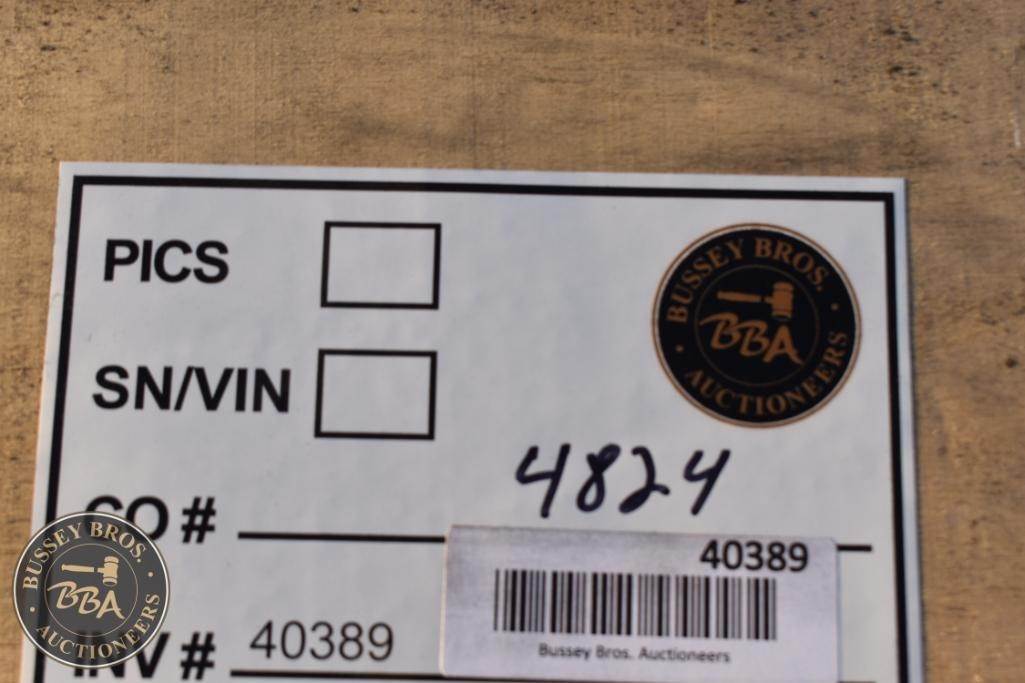 PICS
BUSSEY BROS.
BBA
AUCTIONEERS
SN/VIN
4824
CO #
40389
Bussey Bros. Auctioneers
INV # 40389
BUSSEY BROS.
BBA
AUCTIONEERS